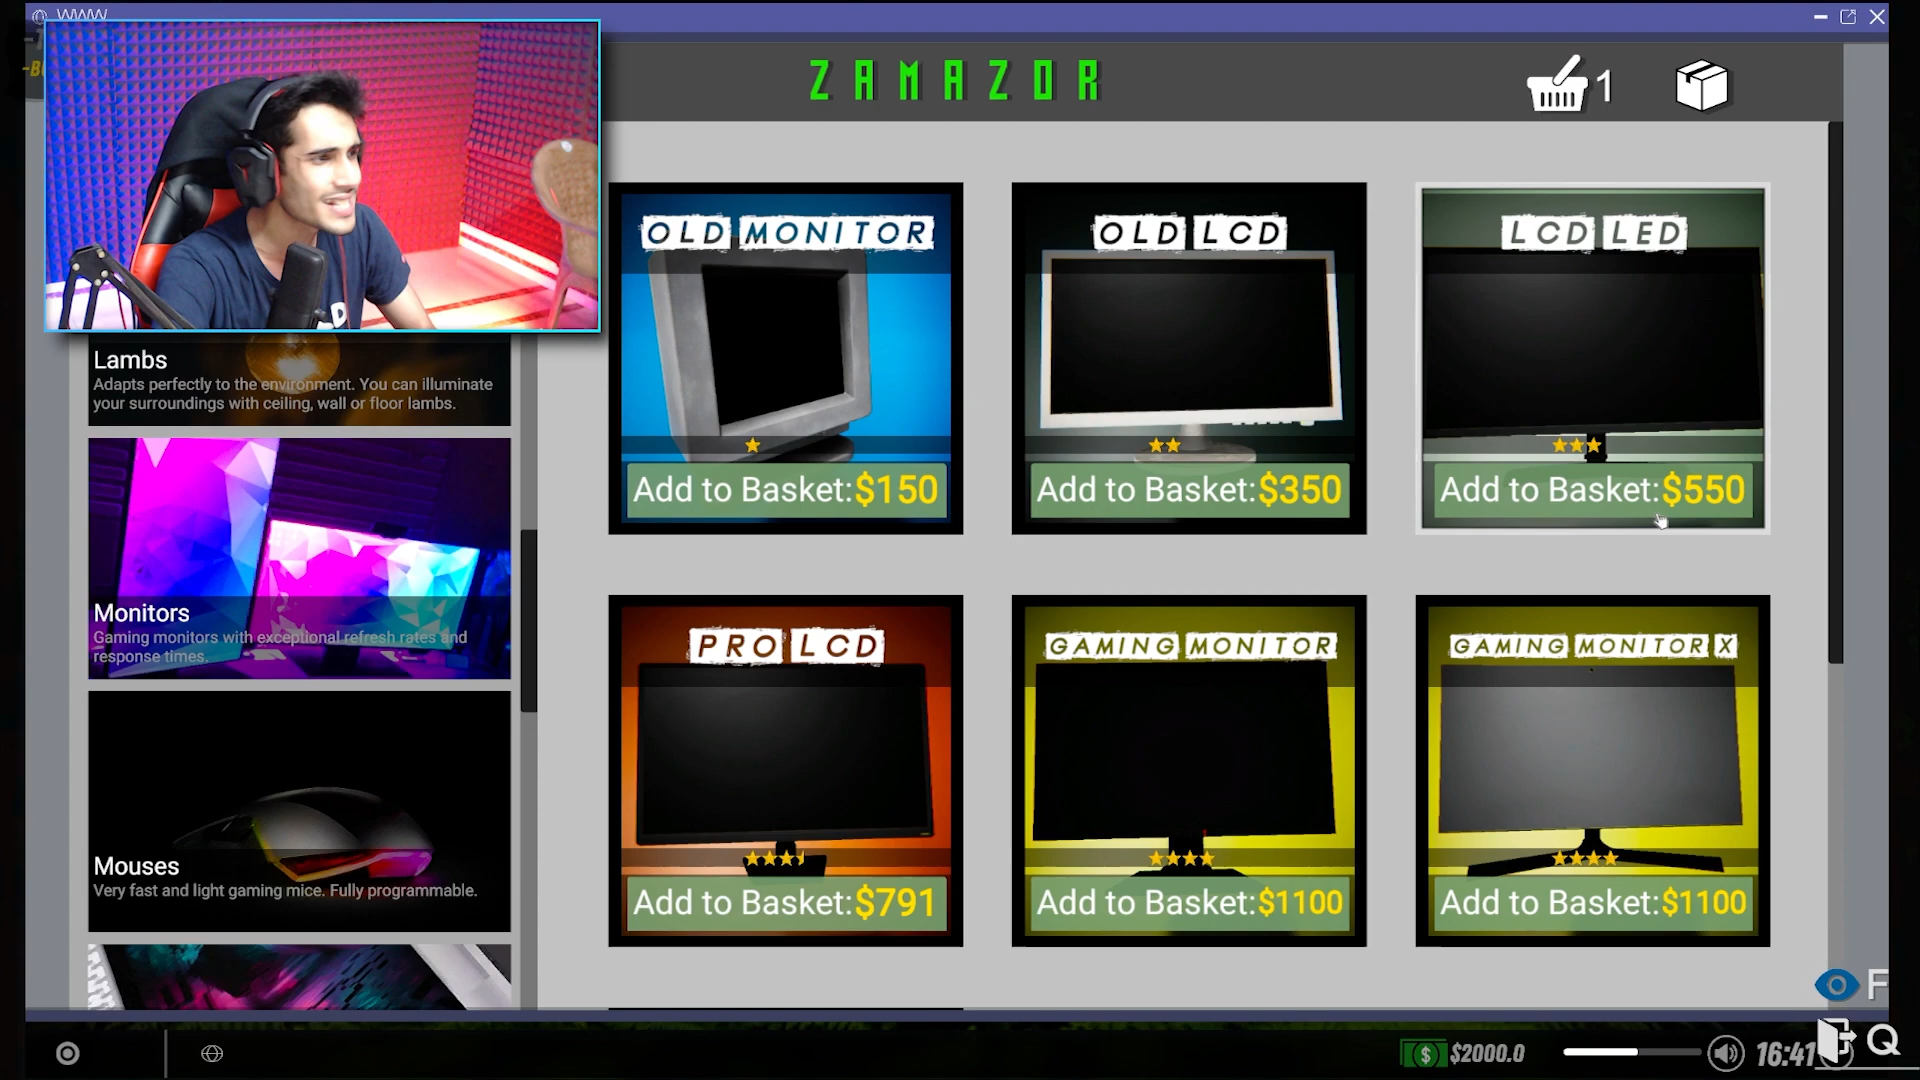 WWW
ZAMAZOR
1
OLD MONITOR
Add to Basket:$150
OLD LCD
Add to Basket:$350
LCD LED
Add to Basket:$550
Lambs
Adapts perfectly to the environment. You can illuminate
your surroundings with ceiling, wall or floor lambs.
Monitors
Gaming monitors with exceptional refresh rates and
response times.
Mouses
Very fast and light gaming mice. Fully programmable.
PRO LCD
Add to Basket:$791
GAMING MONITOR
Add to Basket:$1100
GAMING MONITOR X
Add to Basket:$1100
F
$2000.0
16:41
Q